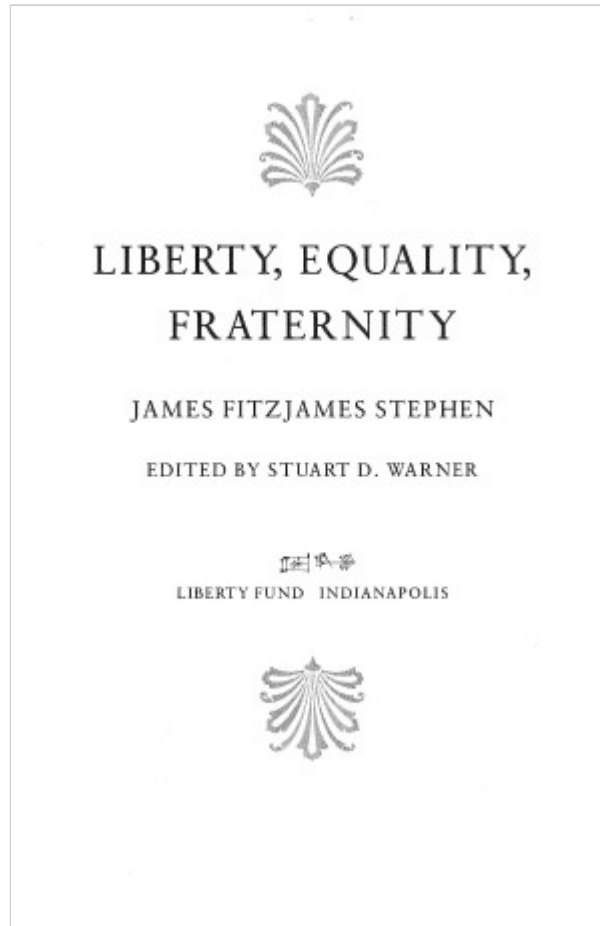 LIBERTY, EQUALITY,
FRATERNITY
JAMES FITZJAMES STEPHEN
EDITED BY STUART D. WARNER
LIBERTY FUND INDIANAPOLIS